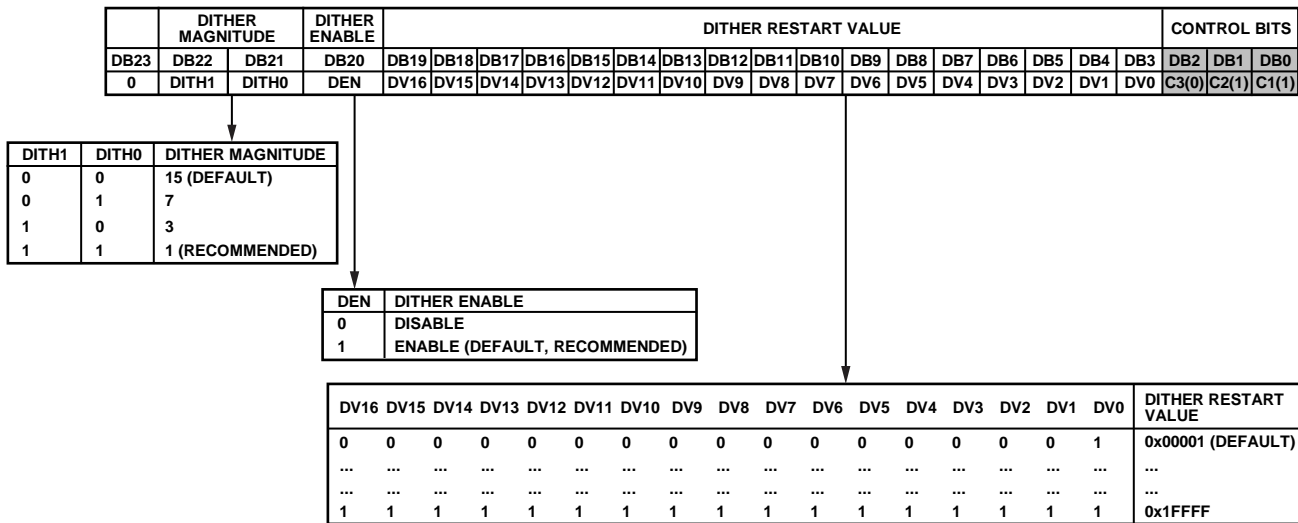 DITHER MAGNITUDE DITHER ENABLE DITHER RESTART VALUE CONTROL BITS
DB23 DB22 DB21 DB20 DB19 DB18 DB17 DB16 DB15 DB14 DB13 DB12 DB11 DB10 DB9 DB8 DB7 DB6 DB5 DB4 DB3 DB2 DB1 DB0
0 DITH1 DITH0 DEN DV16 DV15 DV14 DV13 DV12 DV11 DV10 DV9 DV8 DV7 DV6 DV5 DV4 DV3 DV2 DV1 DV0 C3(0) C2(1) C1(1)
DITH1 DITH0 DITHER MAGNITUDE
0 0 15 (DEFAULT)
0 1 7
1 0 3
1 1 1 (RECOMMENDED)
DEN DITHER ENABLE
0 DISABLE
1 ENABLE (DEFAULT, RECOMMENDED)
DV16 DV15 DV14 DV13 DV12 DV11 DV10 DV9 DV8 DV7 DV6 DV5 DV4 DV3 DV2 DV1 DV0 DITHER RESTART VALUE
0 0 0 0 0 0 0 0 0 0 0 0 0 0 0 0 1 0x00001 (DEFAULT)
... ... ... ... ... ... ... ... ... ... ... ... ... ... ... ... ... ...
... ... ... ... ... ... ... ... ... ... ... ... ... ... ... ... ... ...
1 1 1 1 1 1 1 1 1 1 1 1 1 1 1 1 1 0x1FFFF